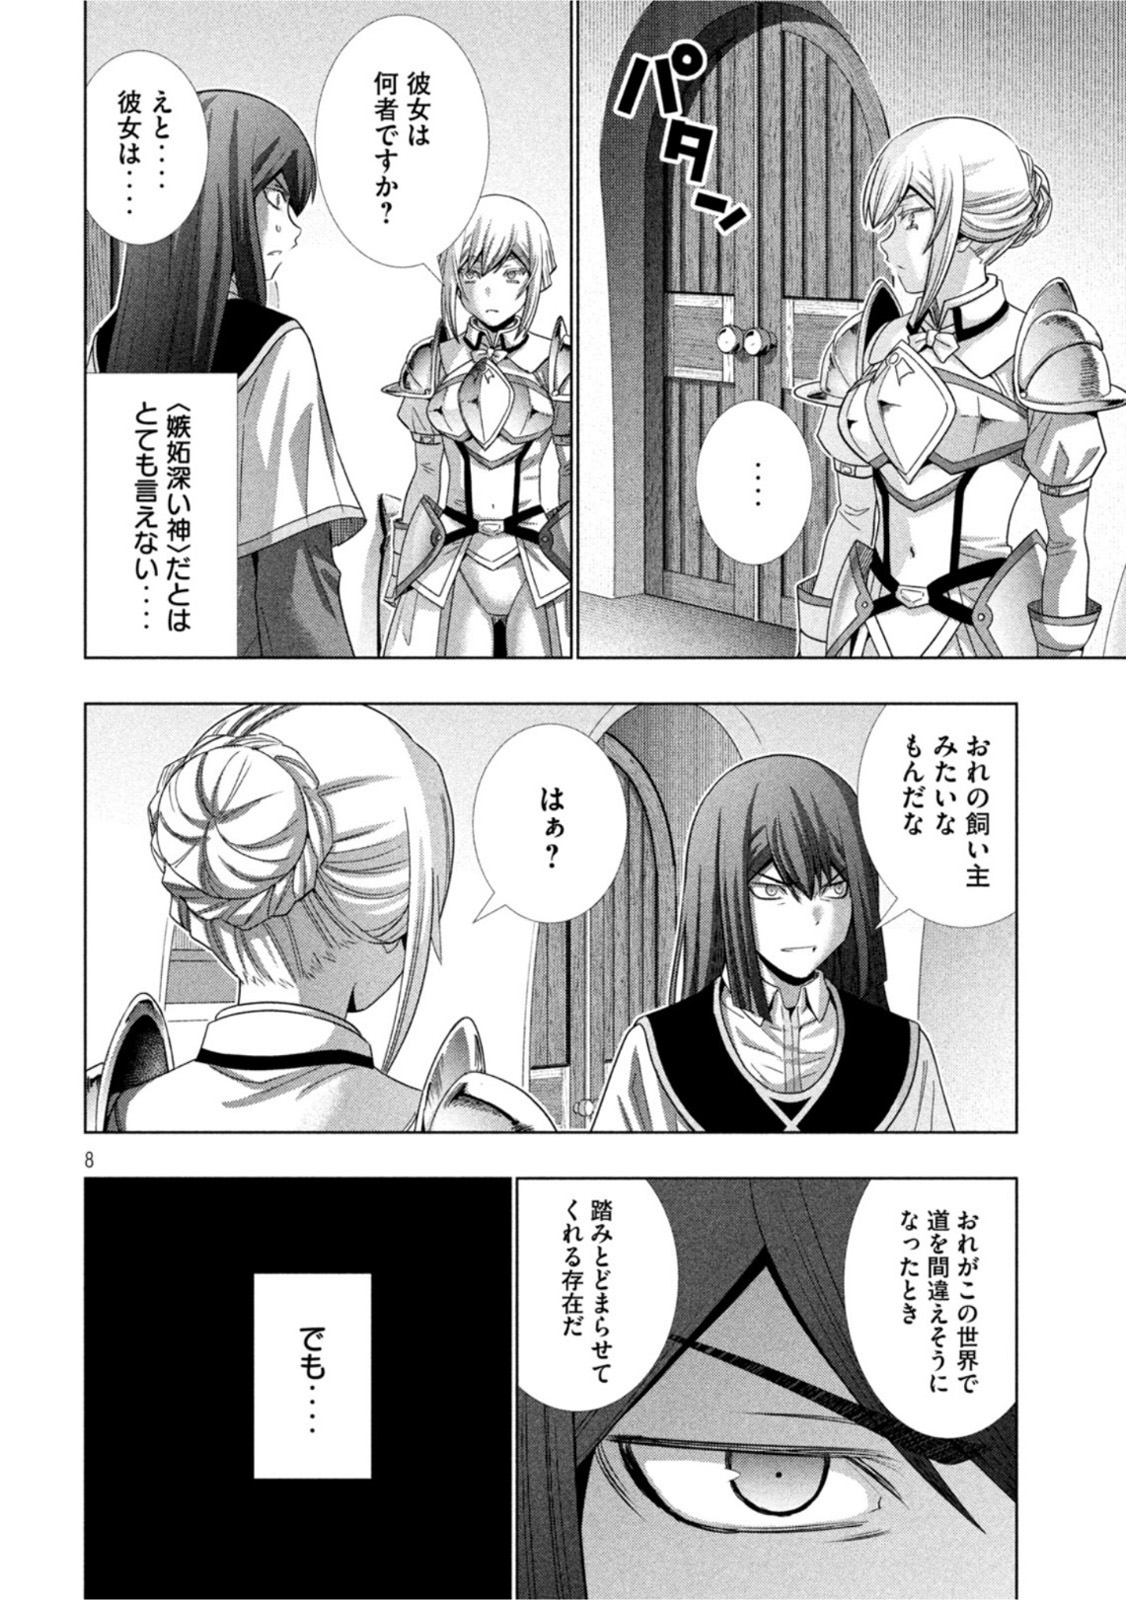 パタン
‥‥
彼女は
何者ですか？
えと‥‥
彼女は‥‥
〈嫉妬深い神〉だとは
とても言えない‥‥
おれの飼い主
みたいな
もんだな
はぁ？
おれがこの世界で
道を間違えそうに
なったとき
踏みとどまらせて
くれる存在だ
でも‥‥
8